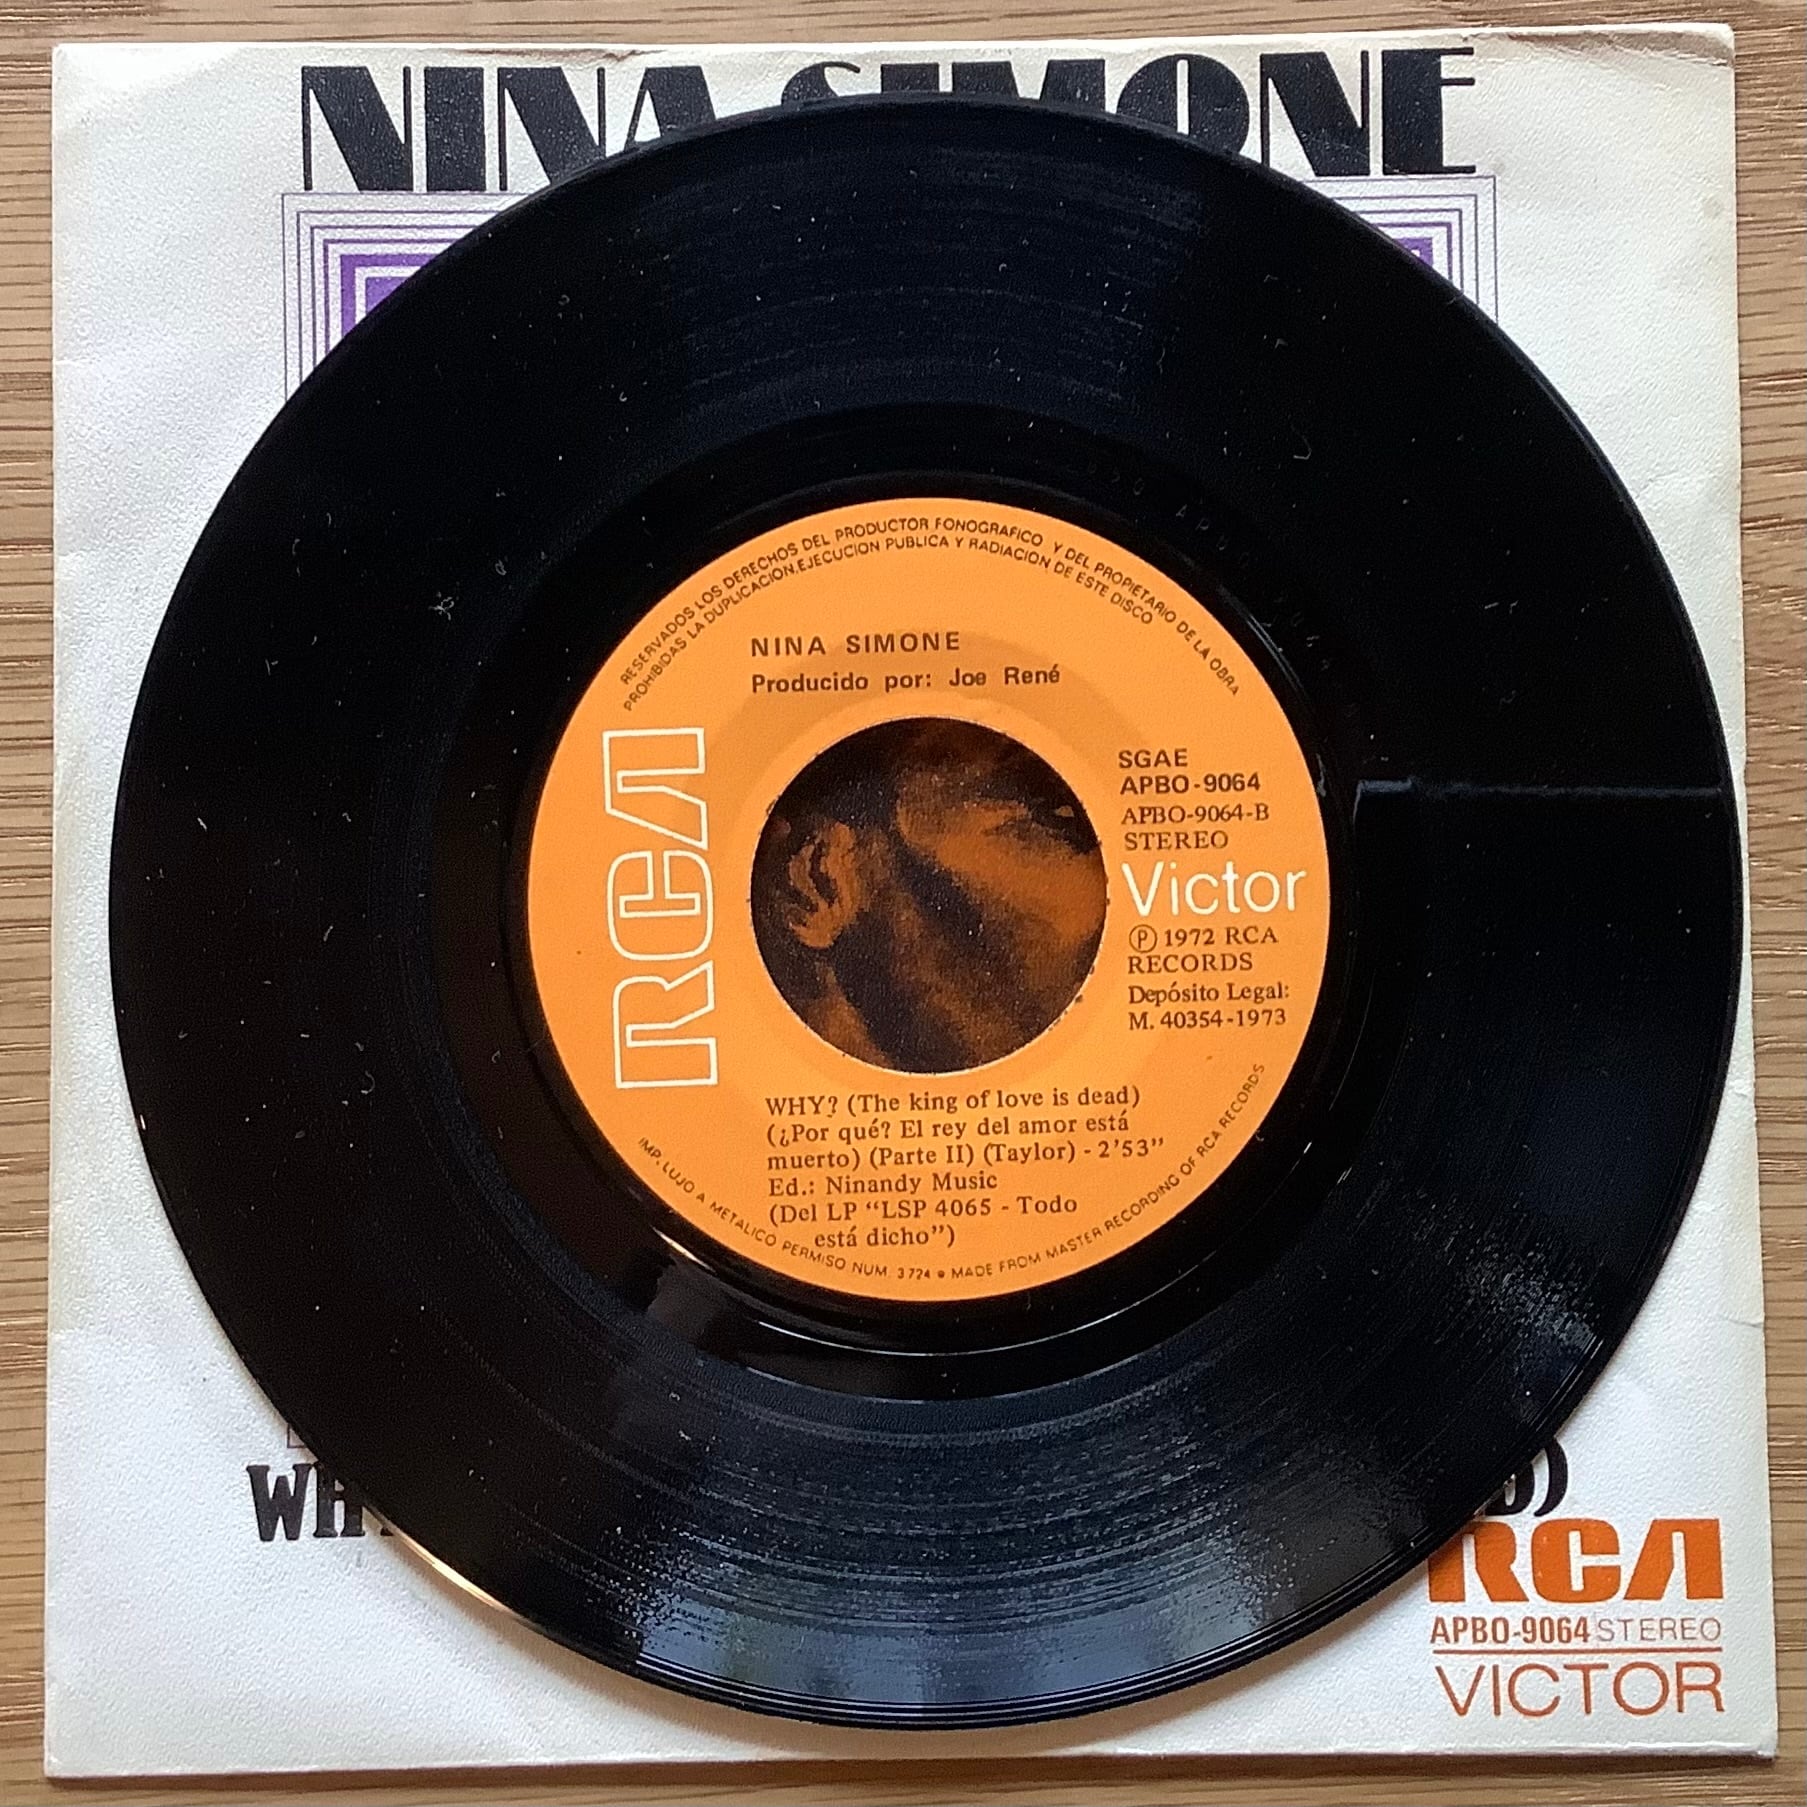 NINA SIMONE
RESERVADOS LOS DERECHOS DEL PRODUCTOR FONOGRAFICO Y DEL PROPIETARIO DE LA OBRA
PROHIBIDAS LA DUPLICACION, EJECUCION PUBLICA Y RADIACION DE ESTE DISCO
NINA SIMONE
Producido por: Joe René
RCA
SGAE
APBO-9064
APBO-9064-B
STEREO
Victor
Ⓟ 1972 RCA
RECORDS
Depósito Legal:
M. 40354-1973
WHY? (The king of love is dead)
(¿Por qué? El rey del amor está
muerto) (Parte II) (Taylor) - 2'53"
Ed.: Ninandy Music
(Del LP "LSP 4065 - Todo
está dicho")
IMP. LUJO A METALICO PERMISO NUM. 3724 • MADE FROM MASTER RECORDING OF RCA RECORDS
RCA
APBO-9064 STEREO
VICTOR